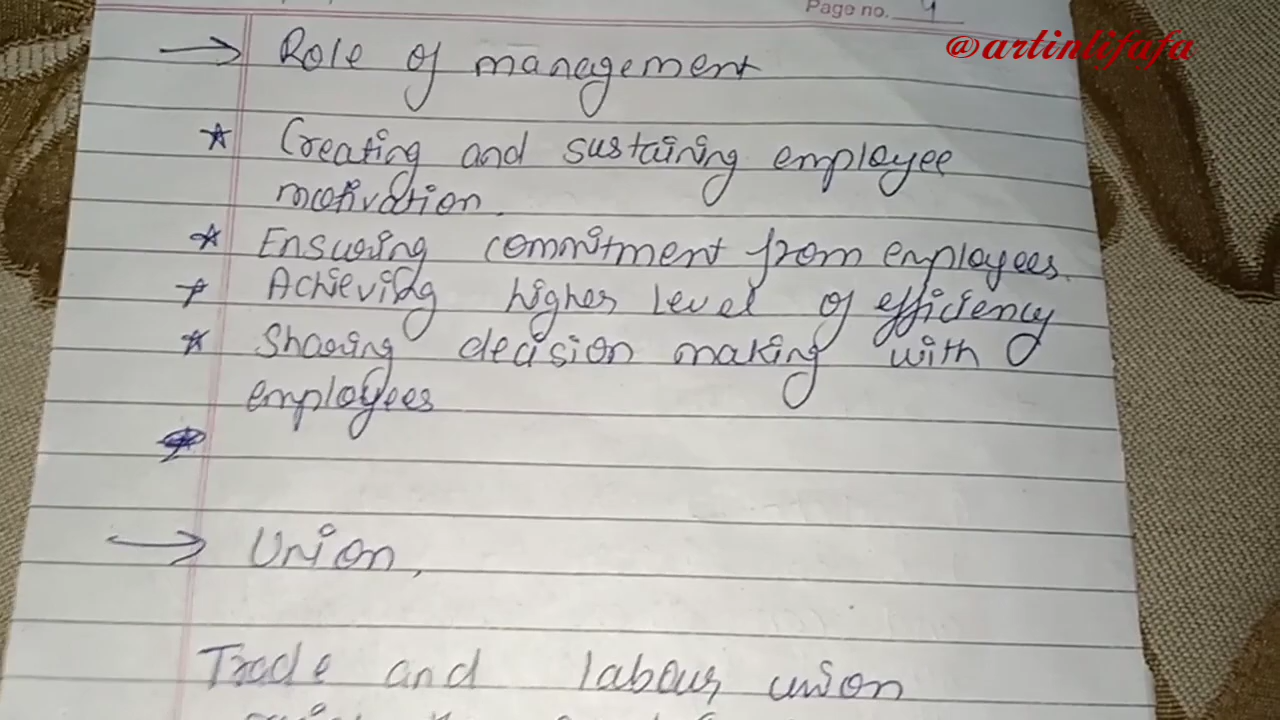 Page no. 4
@artinlifafa
→ Role of management
* Creating and sustaining employee
motivation.
* Ensuring commitment from employees.
* Achieving higher level of efficiency
* Sharing decision making with
employees
→ Union,
Trade and labour union